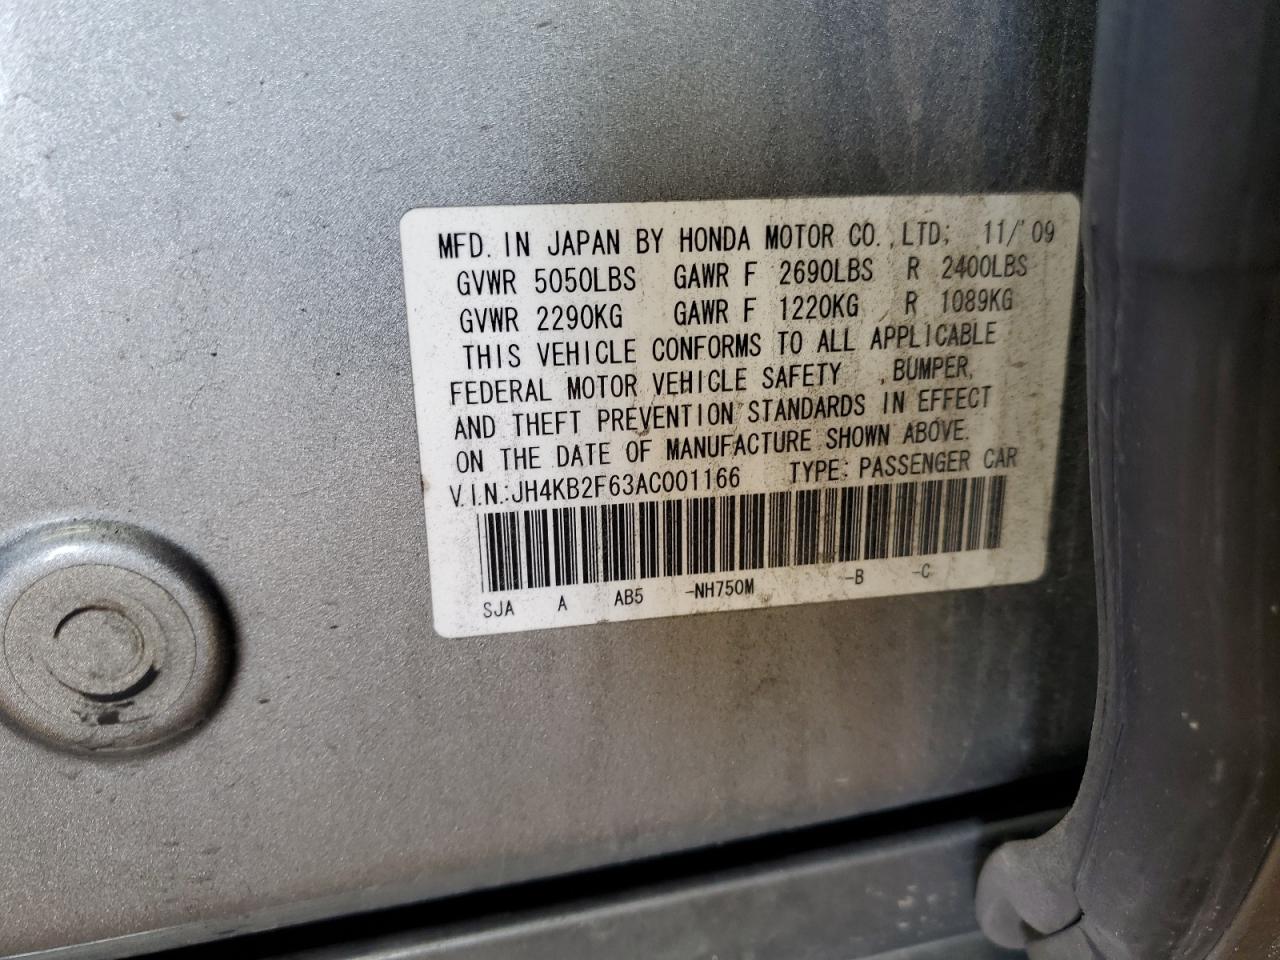 MFD. IN JAPAN BY HONDA MOTOR CO., LTD; 11/'09
GVWR 5050LBS GAWR F 2690LBS R 2400LBS
GVWR 2290KG GAWR F 1220KG R 1089KG
THIS VEHICLE CONFORMS TO ALL APPLICABLE
FEDERAL MOTOR VEHICLE SAFETY , BUMPER,
AND THEFT PREVENTION STANDARDS IN EFFECT
ON THE DATE OF MANUFACTURE SHOWN ABOVE.
V.I.N.:JH4KB2F63AC001166 TYPE: PASSENGER CAR
SJA A AB5 -NH750M -B -C